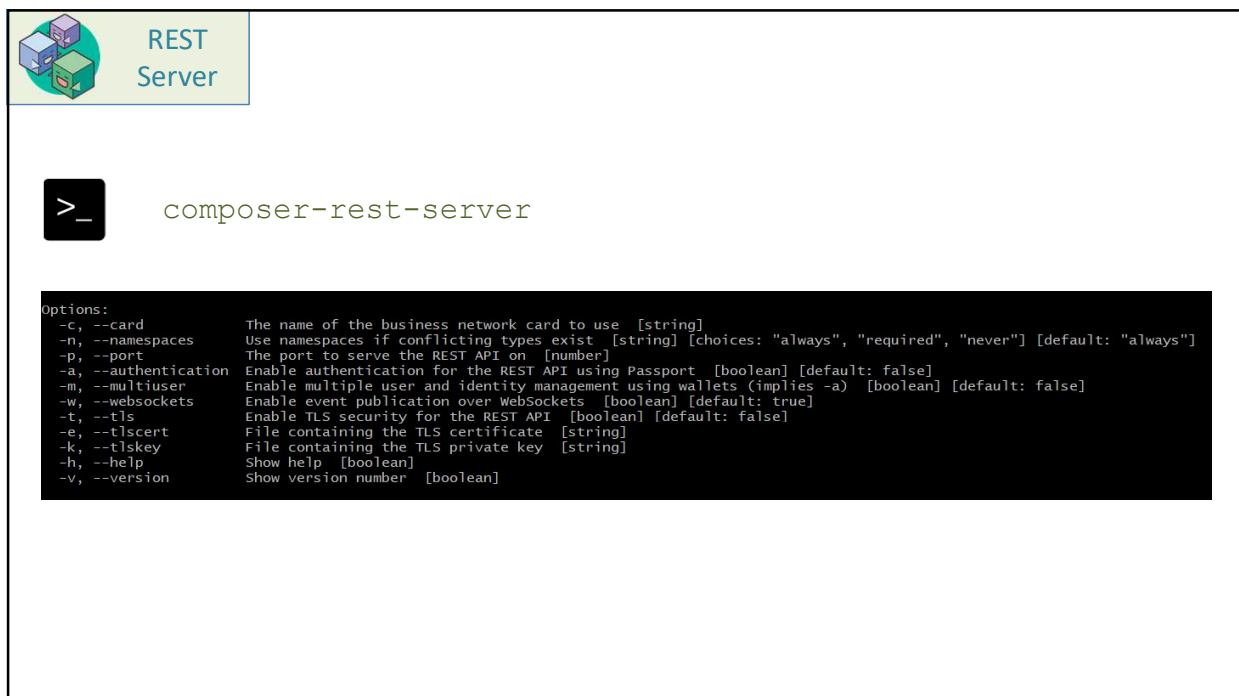 REST
Server
>_
composer-rest-server
Options:
-c, --card The name of the business network card to use [string]
-n, --namespaces Use namespaces if conflicting types exist [string] [choices: "always", "required", "never"] [default: "always"]
-p, --port The port to serve the REST API on [number]
-a, --authentication Enable authentication for the REST API using Passport [boolean] [default: false]
-m, --multiuser Enable multiple user and identity management using wallets (implies -a) [boolean] [default: false]
-w, --websockets Enable event publication over WebSockets [boolean] [default: true]
-t, --tls Enable TLS security for the REST API [boolean] [default: false]
-e, --tlscert File containing the TLS certificate [string]
-k, --tlskey File containing the TLS private key [string]
-h, --help Show help [boolean]
-v, --version Show version number [boolean]